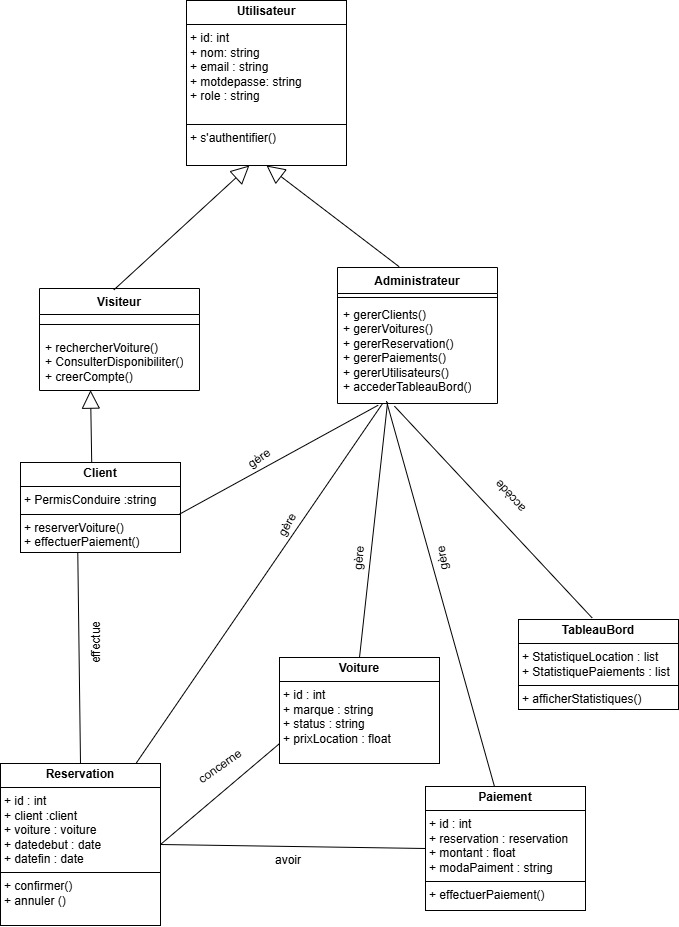 Utilisateur
+ id: int
+ nom: string
+ email : string
+ motdepasse: string
+ role : string
+ s'authentifier()
Visiteur
+ rechercherVoiture()
+ ConsulterDisponibiliter()
+ creerCompte()
Administrateur
+ gererClients()
+ gererVoitures()
+ gererReservation()
+ gererPaiements()
+ gererUtilisateurs()
+ accederTableauBord()
Client
+ PermisConduire :string
+ reserverVoiture()
+ effectuerPaiement()
gère
gère
gère
gère
accède
effectue
TableauBord
+ StatistiqueLocation : list
+ StatistiquePaiements : list
+ afficherStatistiques()
Voiture
+ id : int
+ marque : string
+ status : string
+ prixLocation : float
concerne
Reservation
+ id : int
+ client :client
+ voiture : voiture
+ datedebut : date
+ datefin : date
+ confirmer()
+ annuler ()
avoir
Paiement
+ id : int
+ reservation : reservation
+ montant : float
+ modaPaiment : string
+ effectuerPaiement()